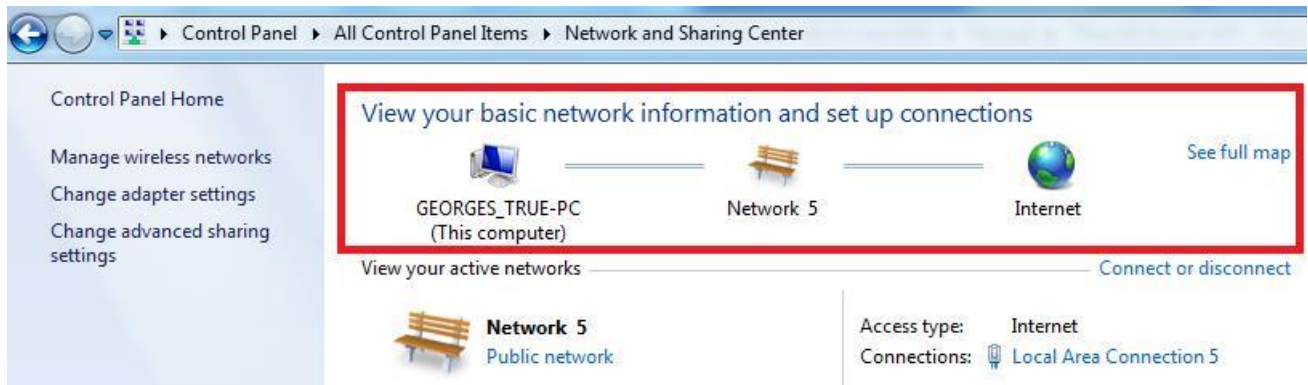 Control Panel ▸ All Control Panel Items ▸ Network and Sharing Center
Control Panel Home
Manage wireless networks
Change adapter settings
Change advanced sharing
settings
View your basic network information and set up connections
See full map
GEORGES_TRUE-PC
(This computer)
Network 5
Internet
View your active networks
Connect or disconnect
Network 5
Public network
Access type: Internet
Connections: Local Area Connection 5